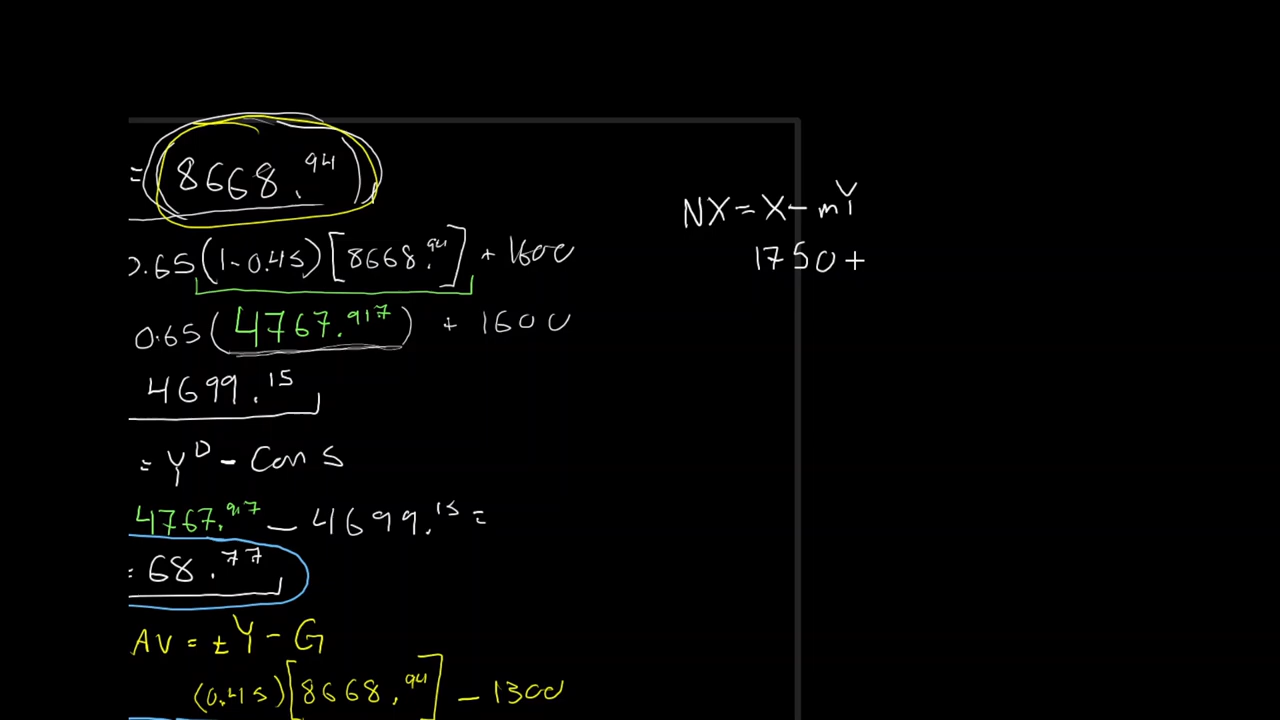 = 8668.94
0.65(1-0.45)[8668.94] + 1600
0.65(4767.917) + 1600
4699.15
= Y^D - Con S
4767.917 - 4699.15 =
= 68.77
AV = tY - G
(0.45)[8668.94] - 1300
NX = X - mY
1750 +